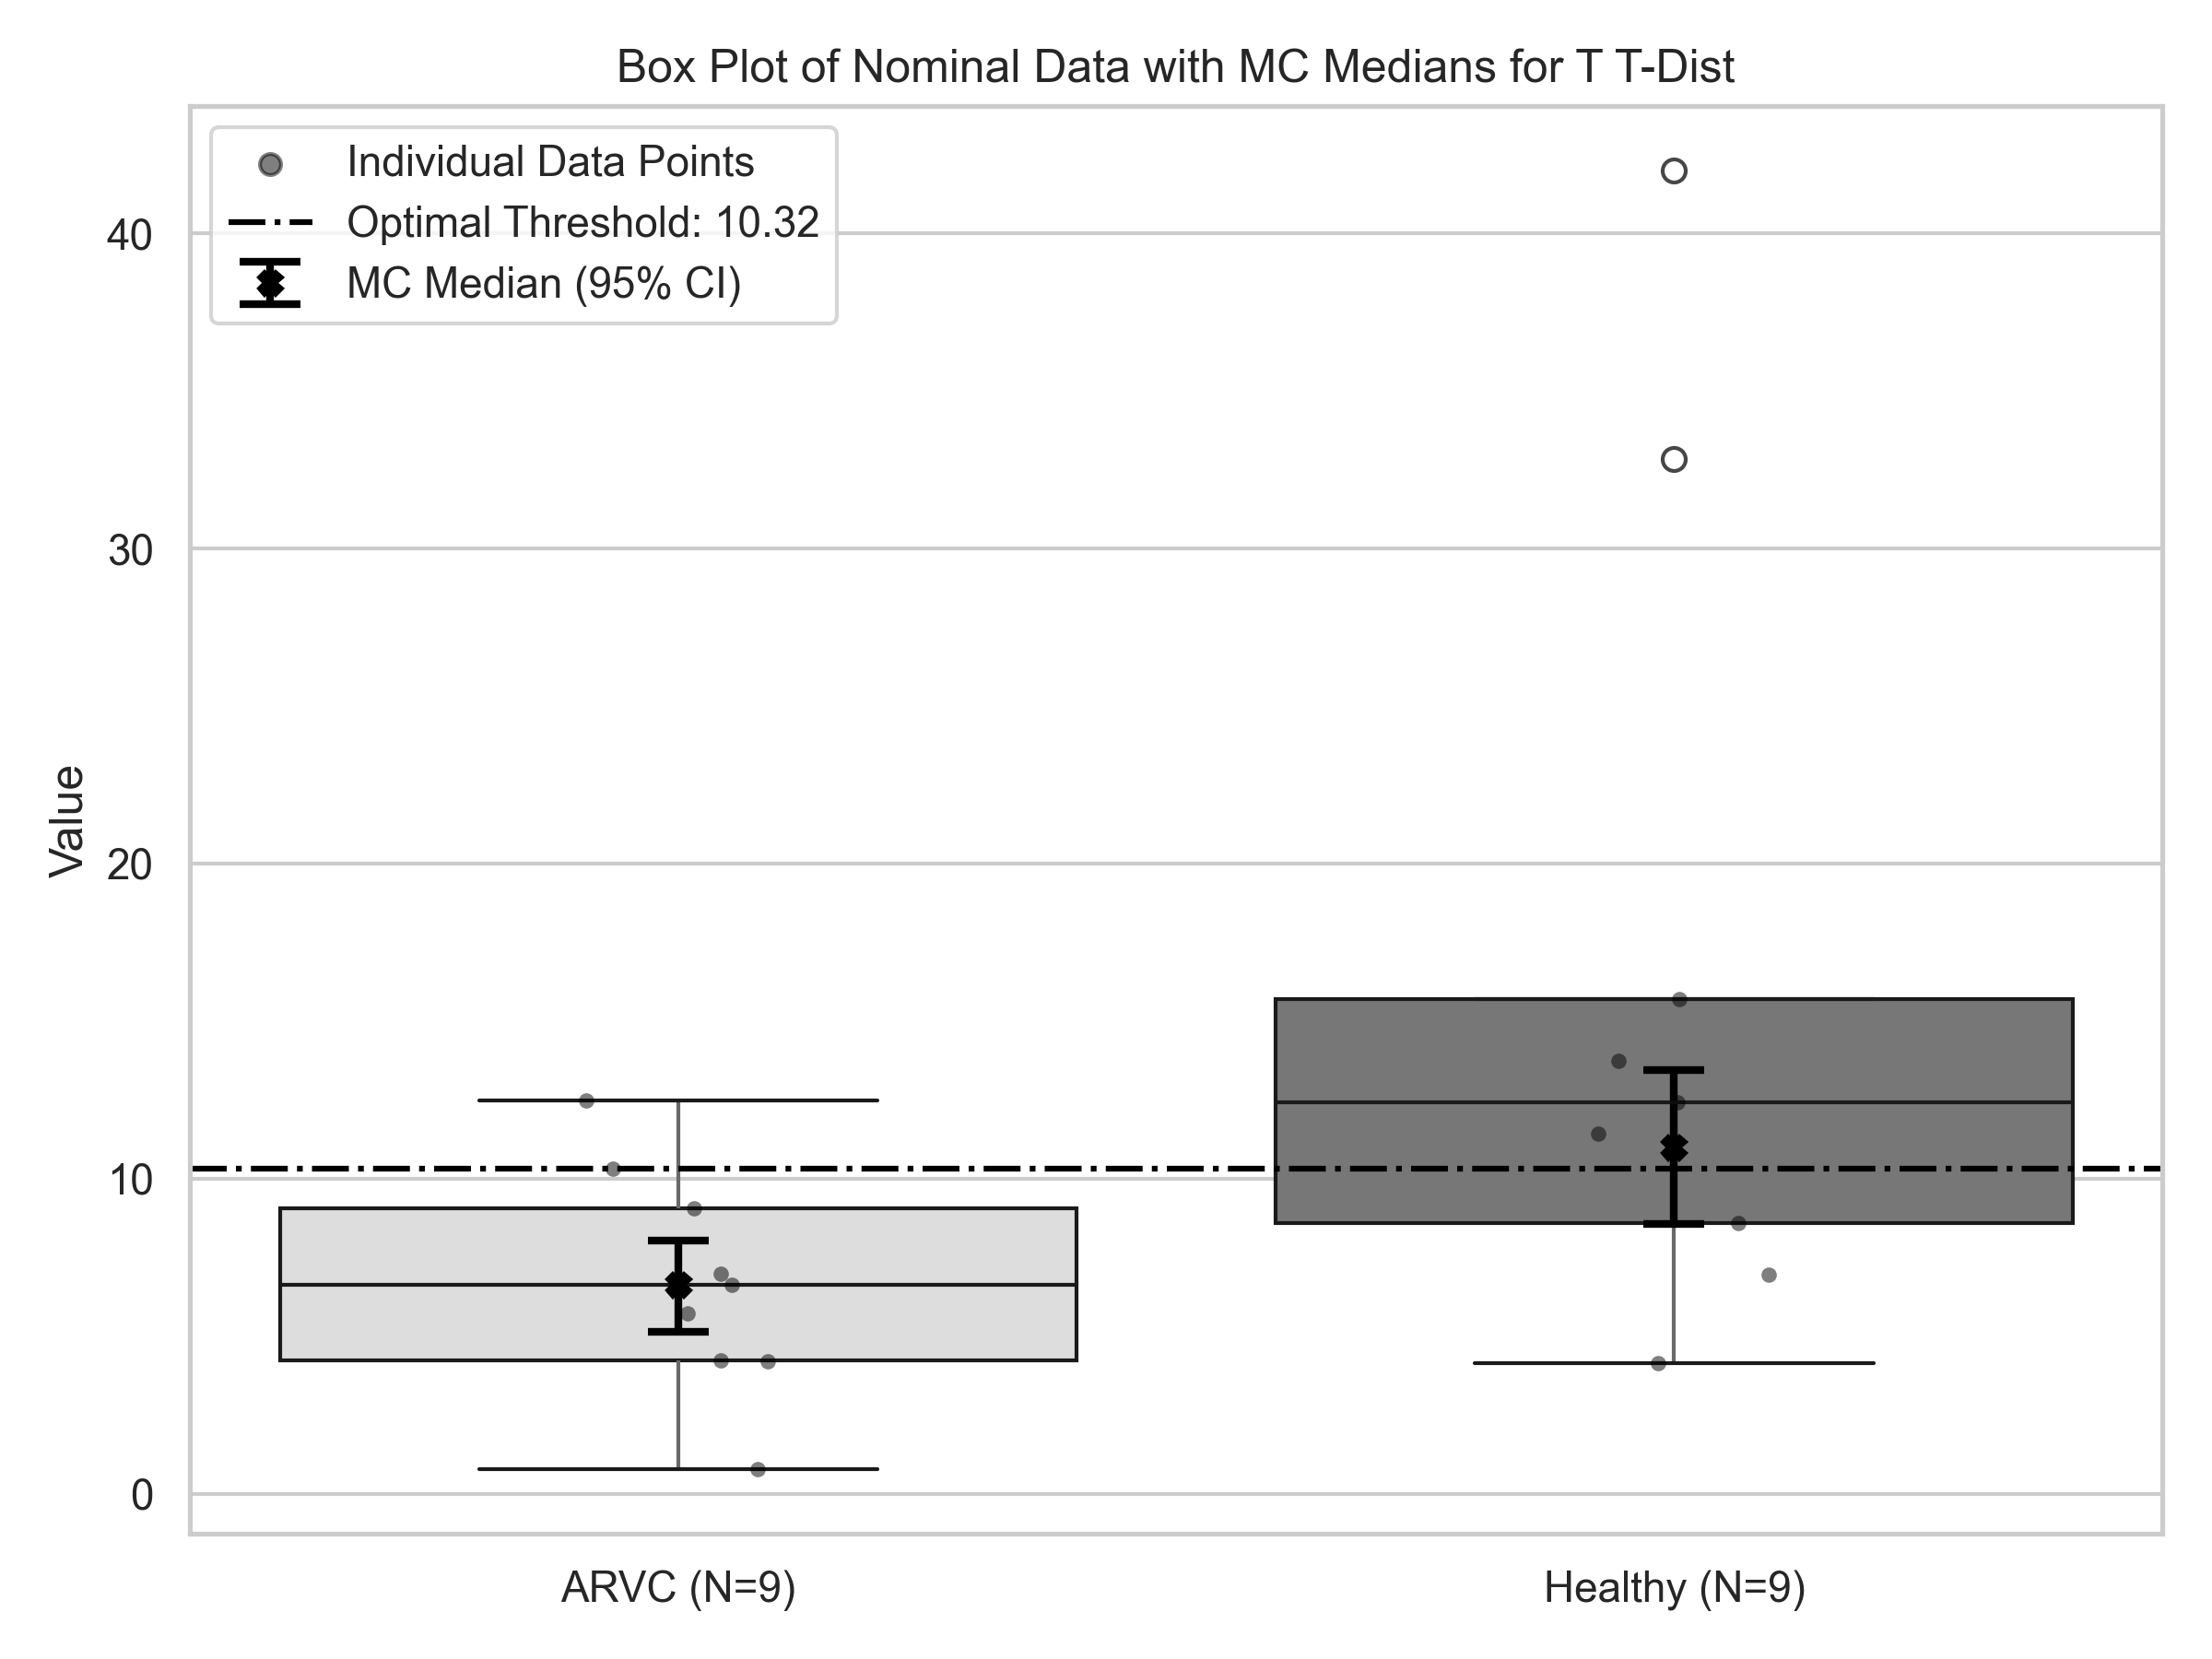 Box Plot of Nominal Data with MC Medians for T T-Dist
Individual Data Points
Optimal Threshold: 10.32
MC Median (95% CI)
40
30
20
10
0
Value
ARVC (N=9)
Healthy (N=9)